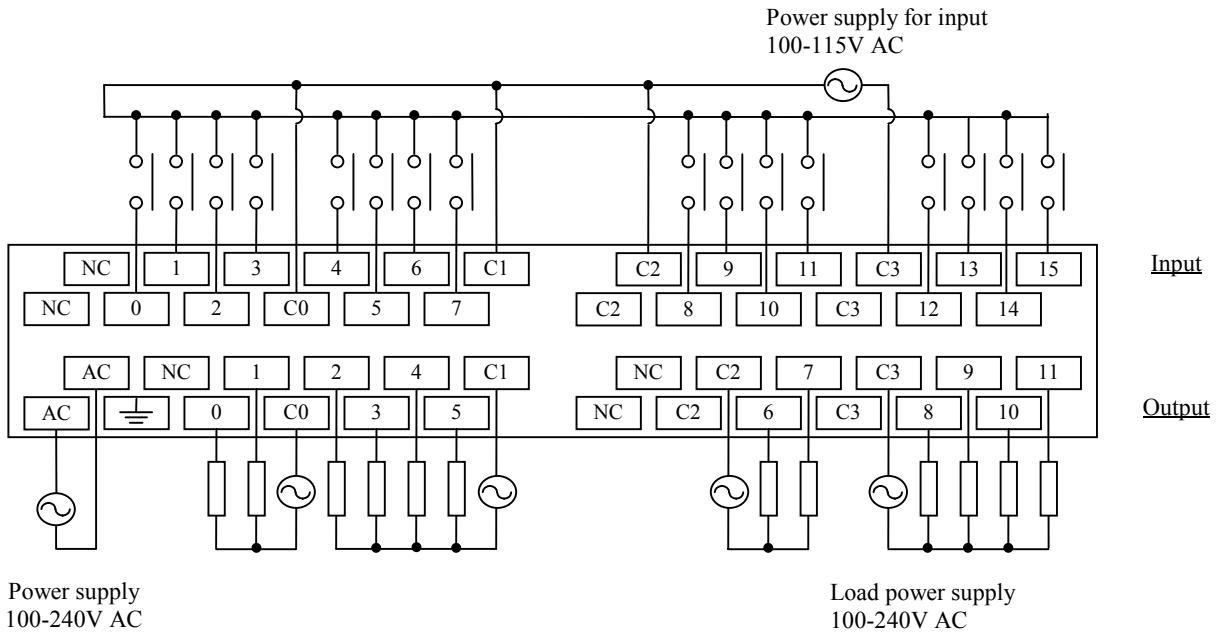 Power supply for input
100-115V AC
NC 1 3 4 6 C1 C2 9 11 C3 13 15
Input
NC 0 2 C0 5 7 C2 8 10 C3 12 14
AC NC 1 2 4 C1 NC C2 7 C3 9 11
AC 0 C0 3 5 NC C2 6 C3 8 10
Output
Power supply
100-240V AC
Load power supply
100-240V AC